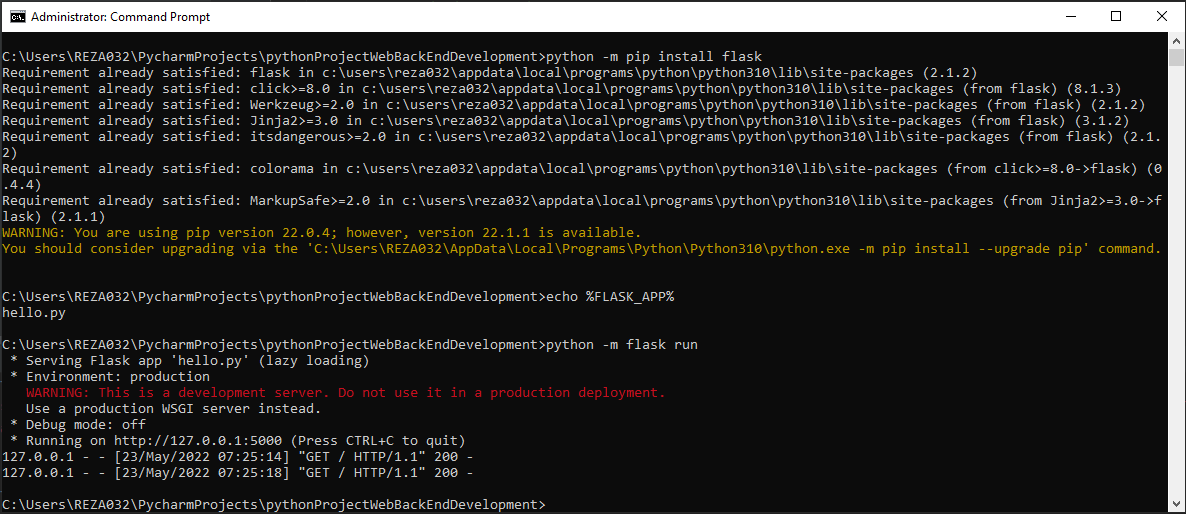 Administrator: Command Prompt
C:\Users\REZA032\PycharmProjects\pythonProjectWebBackEndDevelopment>python -m pip install flask
Requirement already satisfied: flask in c:\users\reza032\appdata\local\programs\python\python310\lib\site-packages (2.1.2)
Requirement already satisfied: click>=8.0 in c:\users\reza032\appdata\local\programs\python\python310\lib\site-packages (from flask) (8.1.3)
Requirement already satisfied: Werkzeug>=2.0 in c:\users\reza032\appdata\local\programs\python\python310\lib\site-packages (from flask) (2.1.2)
Requirement already satisfied: Jinja2>=3.0 in c:\users\reza032\appdata\local\programs\python\python310\lib\site-packages (from flask) (3.1.2)
Requirement already satisfied: itsdangerous>=2.0 in c:\users\reza032\appdata\local\programs\python\python310\lib\site-packages (from flask) (2.1.
2)
Requirement already satisfied: colorama in c:\users\reza032\appdata\local\programs\python\python310\lib\site-packages (from click>=8.0->flask) (0
.4.4)
Requirement already satisfied: MarkupSafe>=2.0 in c:\users\reza032\appdata\local\programs\python\python310\lib\site-packages (from Jinja2>=3.0->f
lask) (2.1.1)
WARNING: You are using pip version 22.0.4; however, version 22.1.1 is available.
You should consider upgrading via the 'C:\Users\REZA032\AppData\Local\Programs\Python\Python310\python.exe -m pip install --upgrade pip' command.
C:\Users\REZA032\PycharmProjects\pythonProjectWebBackEndDevelopment>echo %FLASK_APP%
hello.py
C:\Users\REZA032\PycharmProjects\pythonProjectWebBackEndDevelopment>python -m flask run
 * Serving Flask app 'hello.py' (lazy loading)
 * Environment: production
   WARNING: This is a development server. Do not use it in a production deployment.
   Use a production WSGI server instead.
 * Debug mode: off
 * Running on http://127.0.0.1:5000 (Press CTRL+C to quit)
127.0.0.1 - - [23/May/2022 07:25:14] "GET / HTTP/1.1" 200 -
127.0.0.1 - - [23/May/2022 07:25:18] "GET / HTTP/1.1" 200 -
C:\Users\REZA032\PycharmProjects\pythonProjectWebBackEndDevelopment>